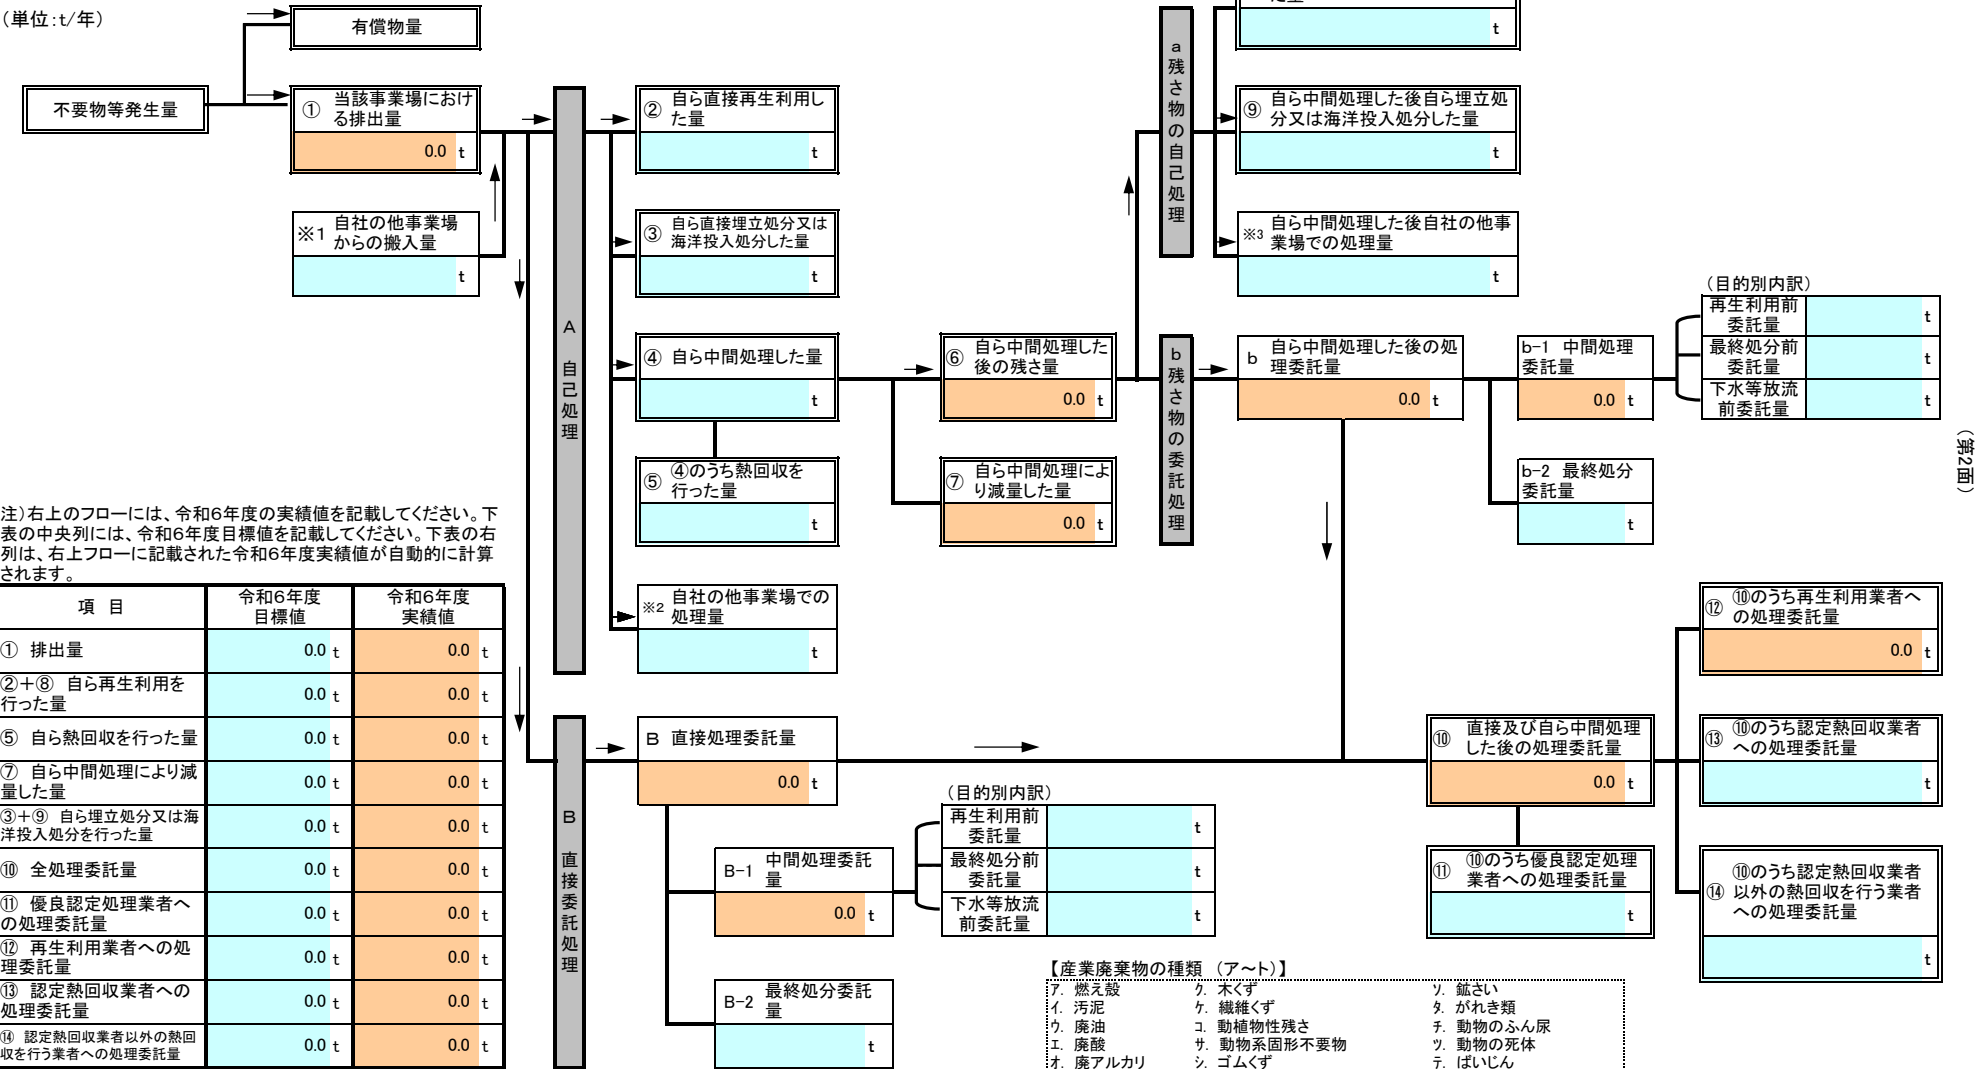 （単位：t/年）
有償物量
不要物等発生量
① 当該事業場におけ
る排出量
0.0 t
※1 自社の他事業場
からの搬入量
t
A 自己処理
② 自ら直接再生利用し
た量
t
③ 自ら直接埋立処分又は
海洋投入処分した量
t
④ 自ら中間処理した量
t
⑤ ④のうち熱回収を
行った量
t
※2 自社の他事業場での
処理量
t
⑥ 自ら中間処理した
後の残さ量
0.0 t
⑦ 自ら中間処理によ
り減量した量
0.0 t
a残さ物の自己処理
t
⑨ 自ら中間処理した後自ら埋立処
分又は海洋投入処分した量
t
※3 自ら中間処理した後自社の他事
業場での処理量
t
b残さ物の委託処理
b 自ら中間処理した後の処
理委託量
0.0 t
b-1 中間処理
委託量
0.0 t
b-2 最終処分
委託量
t
（目的別内訳）
再生利用前
委託量
t
最終処分前
委託量
t
下水等放流
前委託量
t
（第2面）
注）右上のフローには、令和6年度の実績値を記載してください。下
表の中央列には、令和6年度目標値を記載してください。下表の右
列は、右上フローに記載された令和6年度実績値が自動的に計算
されます。
項 目 令和6年度
目標値 令和6年度
実績値
① 排出量 0.0 t 0.0 t
②＋⑧ 自ら再生利用を
行った量 0.0 t 0.0 t
⑤ 自ら熱回収を行った量 0.0 t 0.0 t
⑦ 自ら中間処理により減
量した量 0.0 t 0.0 t
③＋⑨ 自ら埋立処分又は海
洋投入処分を行った量 0.0 t 0.0 t
⑩ 全処理委託量 0.0 t 0.0 t
⑪ 優良認定処理業者へ
の処理委託量 0.0 t 0.0 t
⑫ 再生利用業者への処
理委託量 0.0 t 0.0 t
⑬ 認定熱回収業者への
処理委託量 0.0 t 0.0 t
⑭ 認定熱回収業者以外の熱回
収を行う業者への処理委託量 0.0 t 0.0 t
B 直接委託処理
B 直接処理委託量
0.0 t
B-1 中間処理委託
量
0.0 t
B-2 最終処分委託
量
t
（目的別内訳）
再生利用前
委託量
t
最終処分前
委託量
t
下水等放流
前委託量
t
⑩ 直接及び自ら中間処理
した後の処理委託量
0.0 t
⑪ ⑩のうち優良認定処理
業者への処理委託量
t
⑫ ⑩のうち再生利用業者へ
の処理委託量
0.0 t
⑬ ⑩のうち認定熱回収業者
への処理委託量
t
⑭ ⑩のうち認定熱回収業者
以外の熱回収を行う業者
への処理委託量
t
【産業廃棄物の種類 （ア～ト）】
ア. 燃え殻 ク. 木くず ソ. 鉱さい
イ. 汚泥 ケ. 繊維くず タ. がれき類
ウ. 廃油 コ. 動植物性残さ チ. 動物のふん尿
エ. 廃酸 サ. 動物系固形不要物 ツ. 動物の死体
オ. 廃アルカリ シ. ゴムくず テ. ばいじん